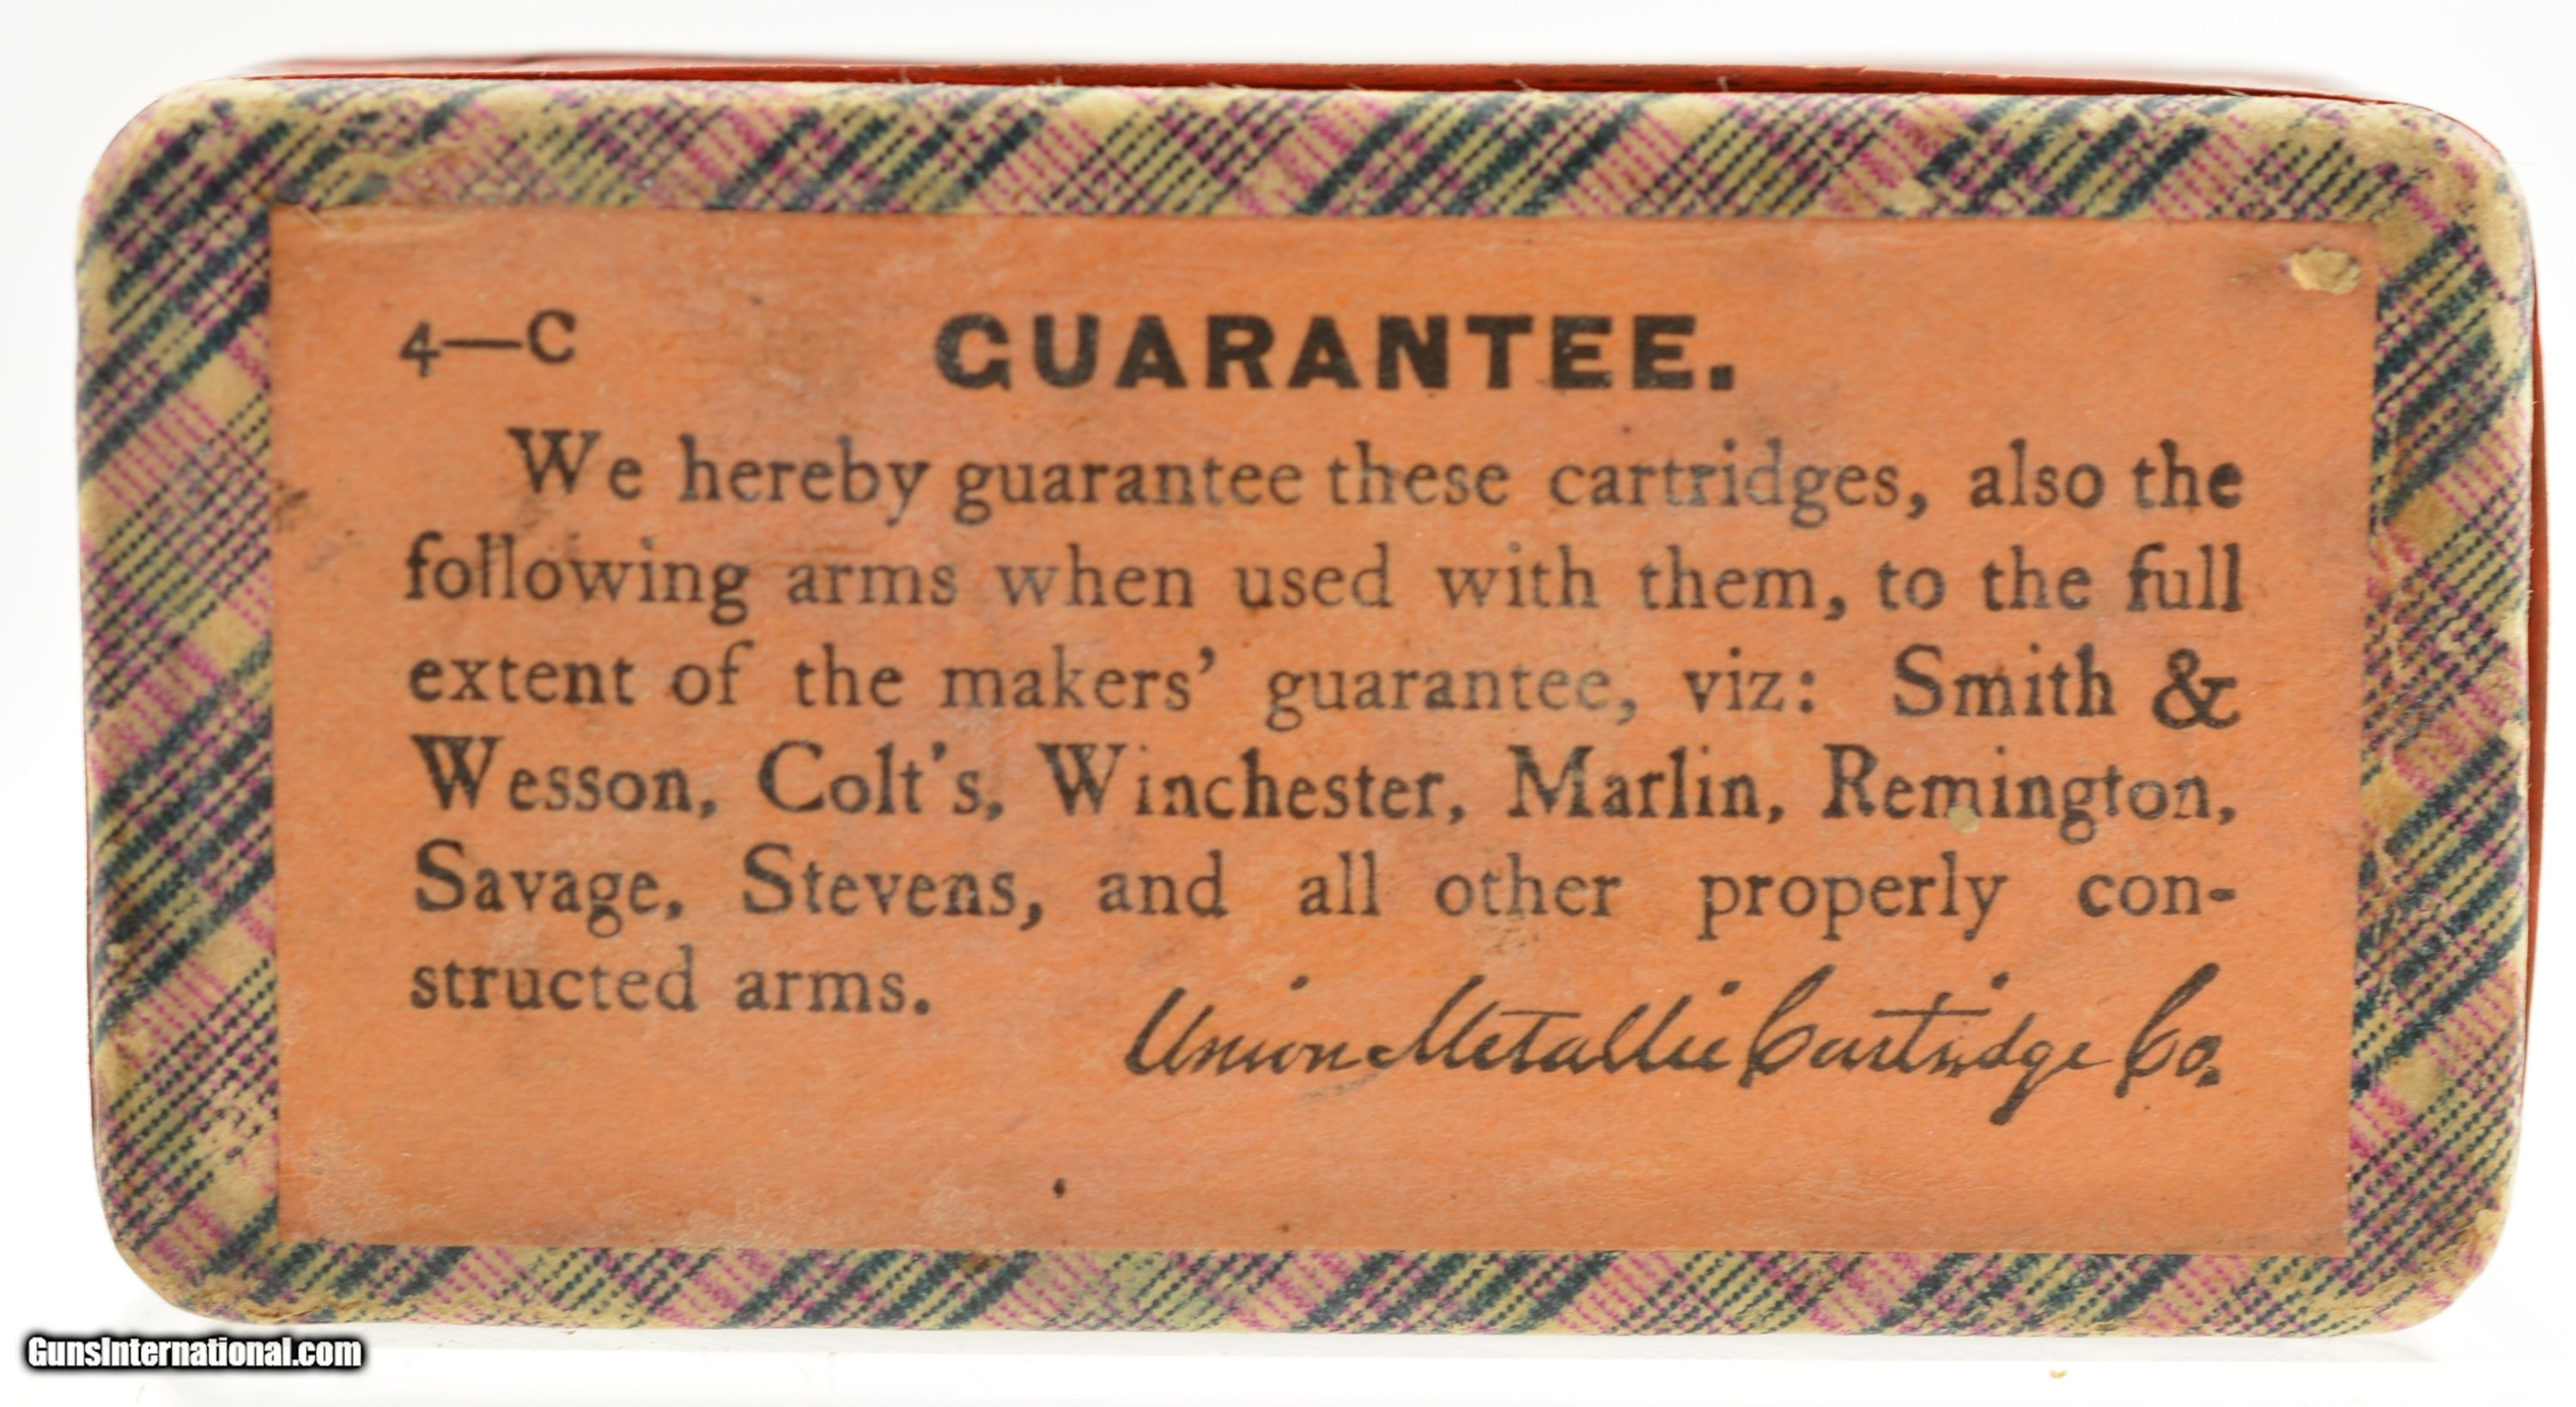 4—C GUARANTEE.
We hereby guarantee these cartridges, also the
following arms when used with them, to the full
extent of the makers' guarantee, viz: Smith &
Wesson, Colt's, Winchester, Marlin, Remington,
Savage, Stevens, and all other properly con-
structed arms.
Union Metallic Cartridge Co.
GunsInternational.com